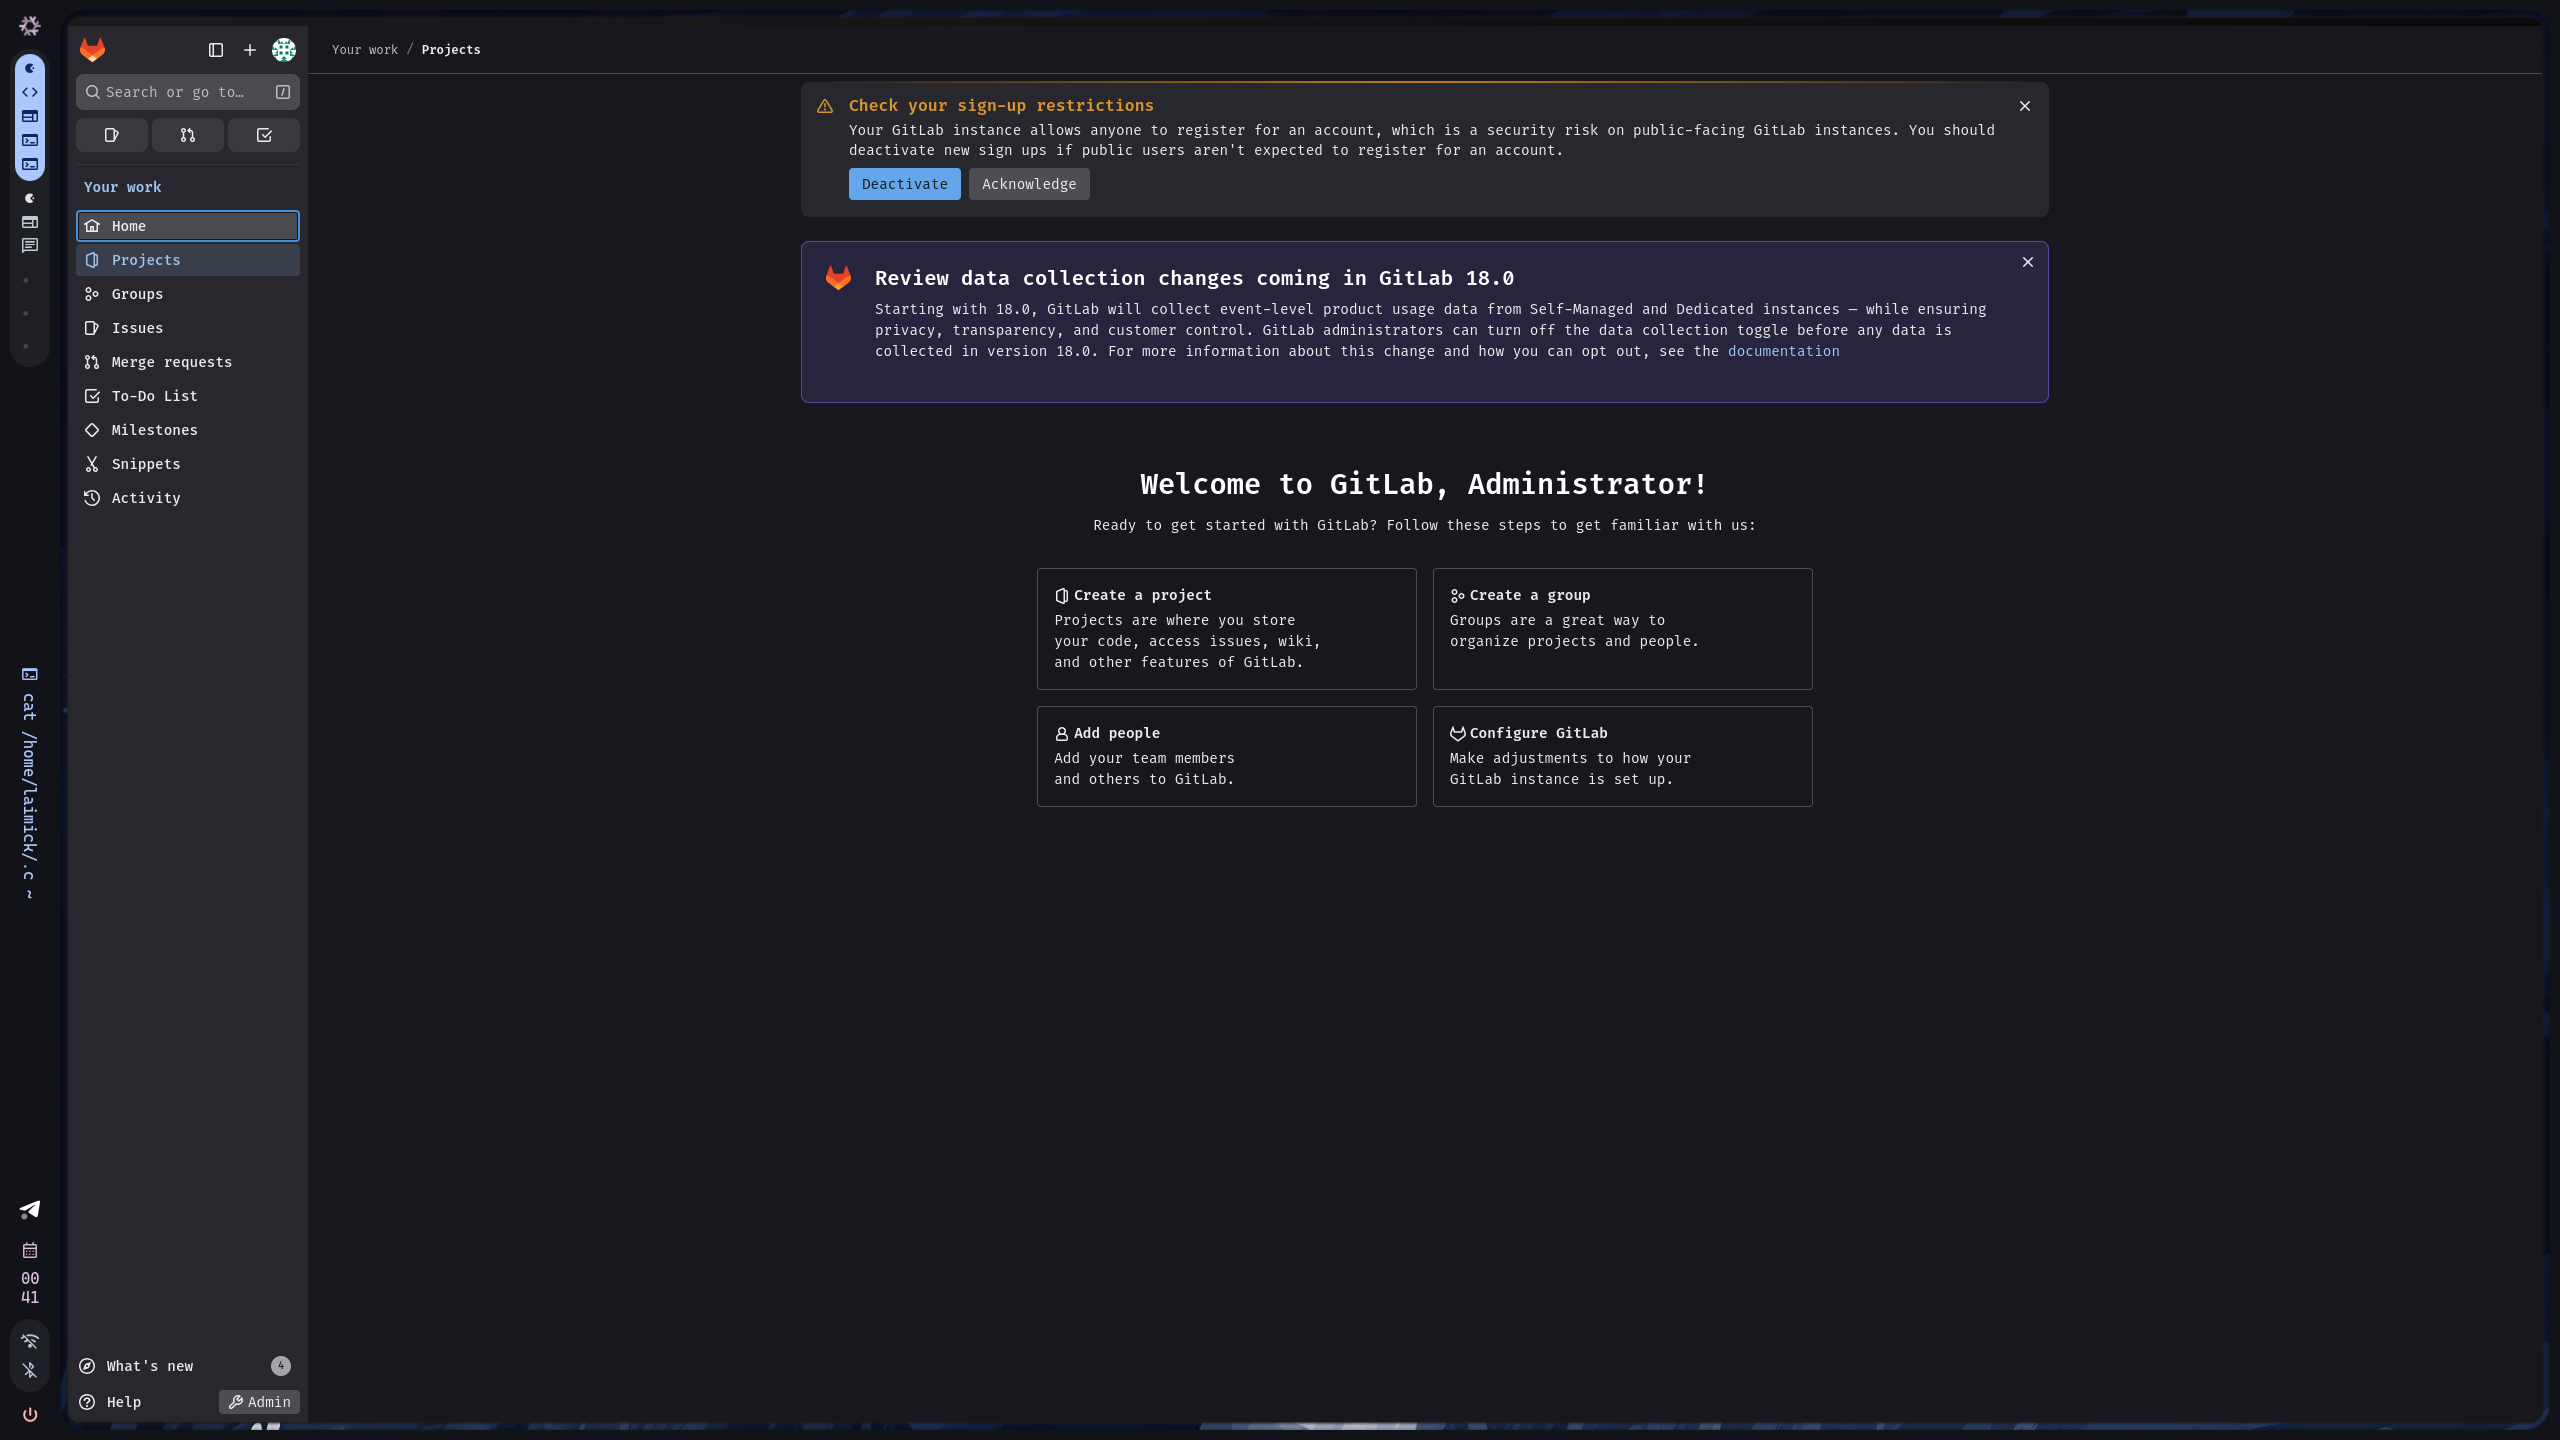 Your work / Projects
Search or go to… /
Your work
Home
Projects
Groups
Issues
Merge requests
To-Do List
Milestones
Snippets
Activity
What's new 4
Help Admin
Check your sign-up restrictions
Your GitLab instance allows anyone to register for an account, which is a security risk on public-facing GitLab instances. You should
deactivate new sign ups if public users aren't expected to register for an account.
Deactivate Acknowledge
Review data collection changes coming in GitLab 18.0
Starting with 18.0, GitLab will collect event-level product usage data from Self-Managed and Dedicated instances — while ensuring
privacy, transparency, and customer control. GitLab administrators can turn off the data collection toggle before any data is
collected in version 18.0. For more information about this change and how you can opt out, see the documentation
Welcome to GitLab, Administrator!
Ready to get started with GitLab? Follow these steps to get familiar with us:
Create a project
Projects are where you store
your code, access issues, wiki,
and other features of GitLab.
Create a group
Groups are a great way to
organize projects and people.
Add people
Add your team members
and others to GitLab.
Configure GitLab
Make adjustments to how your
GitLab instance is set up.
cat /home/laimick/.c ~
00
41